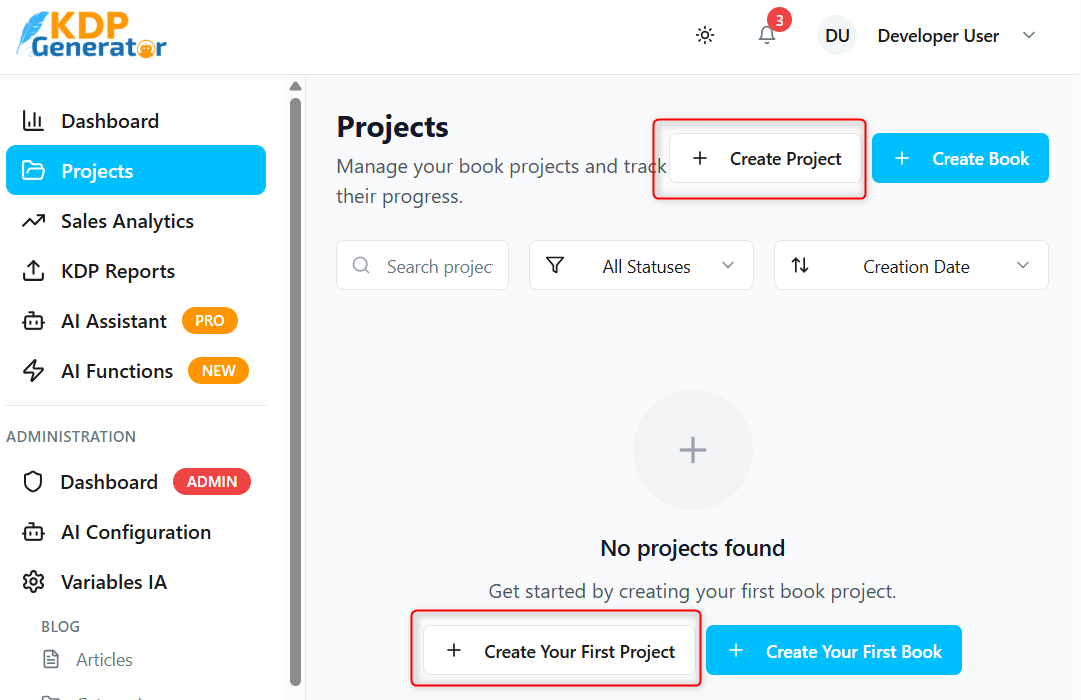 KDP
Generator
3
DU
Developer User
Dashboard
Projects
Sales Analytics
KDP Reports
AI Assistant PRO
AI Functions NEW
ADMINISTRATION
Dashboard ADMIN
AI Configuration
Variables IA
BLOG
Articles
Projects
Manage your book projects and track
their progress.
Create Project
Create Book
Search projec
All Statuses
Creation Date
No projects found
Get started by creating your first book project.
Create Your First Project
Create Your First Book